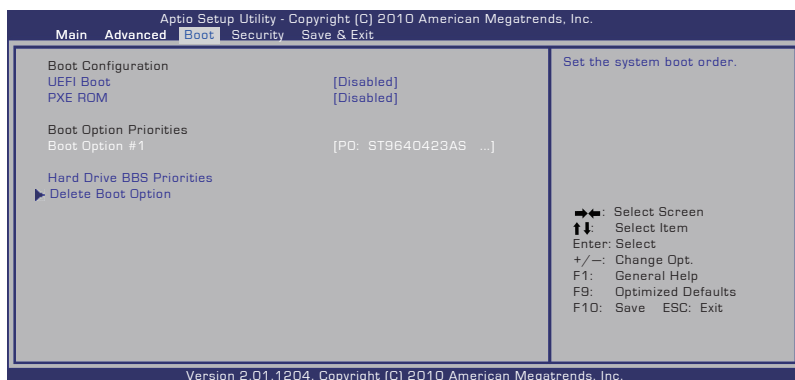 Aptio Setup Utility - Copyright (C) 2010 American Megatrends, Inc.
Main Advanced Boot Security Save & Exit
Boot Configuration
UEFI Boot [Disabled]
PXE ROM [Disabled]
Boot Option Priorities
Boot Option #1 [P0: ST9640423AS ...]
Hard Drive BBS Priorities
Delete Boot Option
Set the system boot order.
→←: Select Screen
↑↓: Select Item
Enter: Select
+/—: Change Opt.
F1: General Help
F9: Optimized Defaults
F10: Save ESC: Exit
Version 2.01.1204. Copyright (C) 2010 American Megatrends, Inc.